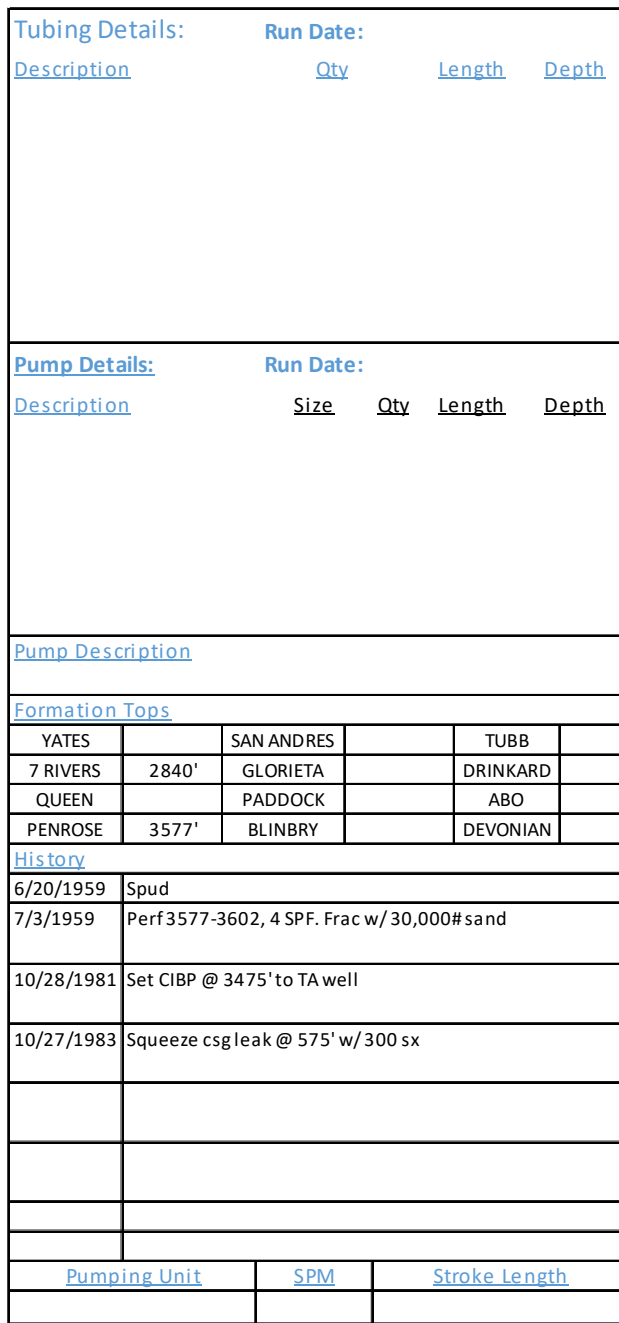 Tubing Details: Run Date:
Description Qty Length Depth
Pump Details: Run Date:
Description Size Qty Length Depth
Pump Description
Formation Tops
YATES SAN ANDRES TUBB
7 RIVERS 2840' GLORIETA DRINKARD
QUEEN PADDOCK ABO
PENROSE 3577' BLINBRY DEVONIAN
History
6/20/1959 Spud
7/3/1959 Perf 3577-3602, 4 SPF. Frac w/ 30,000# sand
10/28/1981 Set CIBP @ 3475' to TA well
10/27/1983 Squeeze csg leak @ 575' w/ 300 sx
Pumping Unit SPM Stroke Length